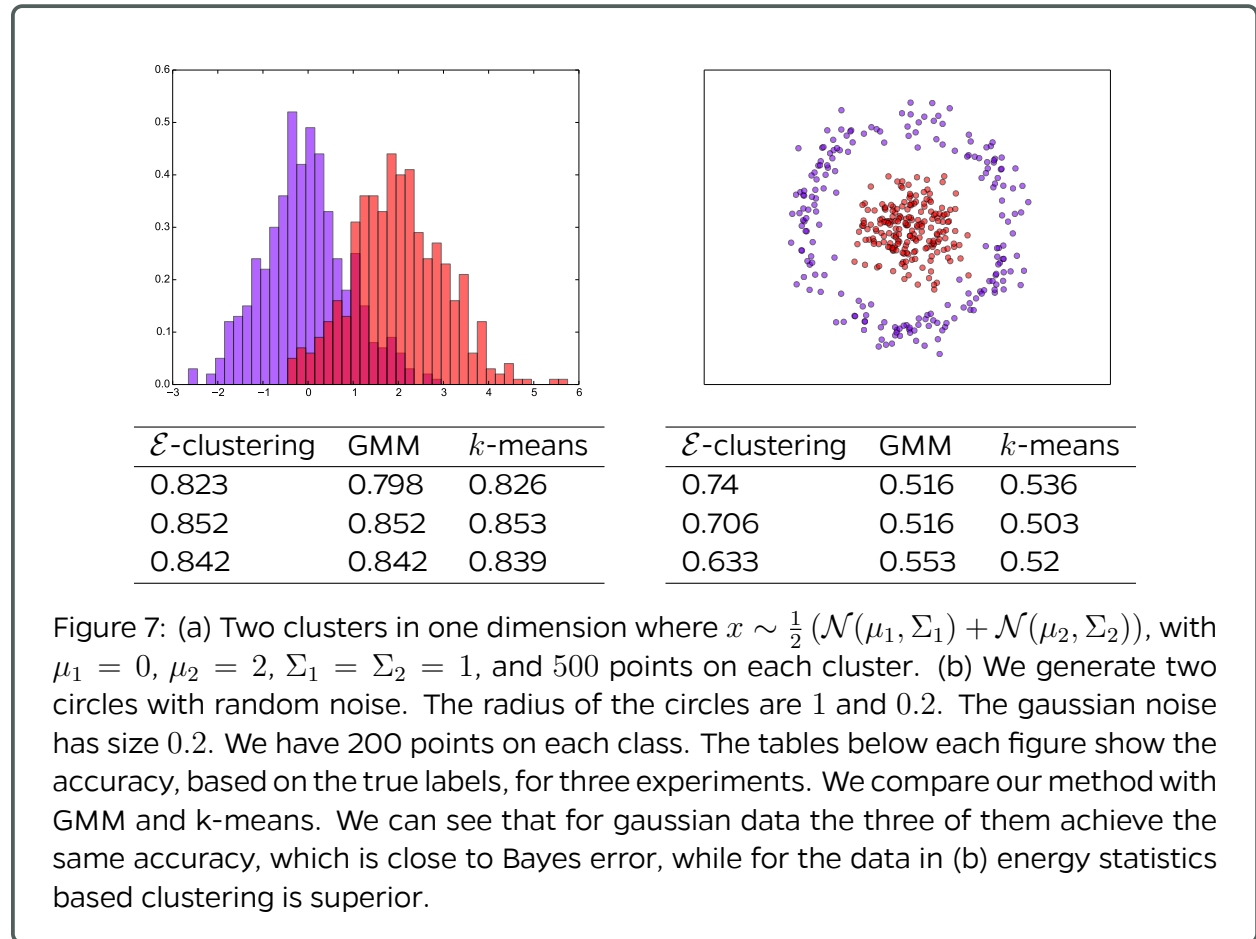 0.6
0.5
0.4
0.3
0.2
0.1
0.0
−3 −2 −1 0 1 2 3 4 5 6
ℰ-clustering GMM k-means
0.823 0.798 0.826
0.852 0.852 0.853
0.842 0.842 0.839
ℰ-clustering GMM k-means
0.74 0.516 0.536
0.706 0.516 0.503
0.633 0.553 0.52
Figure 7: (a) Two clusters in one dimension where x ∼ ½ (𝒩(μ₁, Σ₁) + 𝒩(μ₂, Σ₂)), with
μ₁ = 0, μ₂ = 2, Σ₁ = Σ₂ = 1, and 500 points on each cluster. (b) We generate two
circles with random noise. The radius of the circles are 1 and 0.2. The gaussian noise
has size 0.2. We have 200 points on each class. The tables below each figure show the
accuracy, based on the true labels, for three experiments. We compare our method with
GMM and k-means. We can see that for gaussian data the three of them achieve the
same accuracy, which is close to Bayes error, while for the data in (b) energy statistics
based clustering is superior.